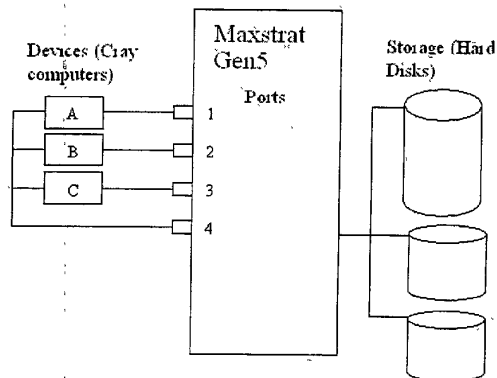 Devices (Cray
computers)
A
B
C
Maxstrat
Gen5
Ports
1
2
3
4
Storage (Hard
Disks)